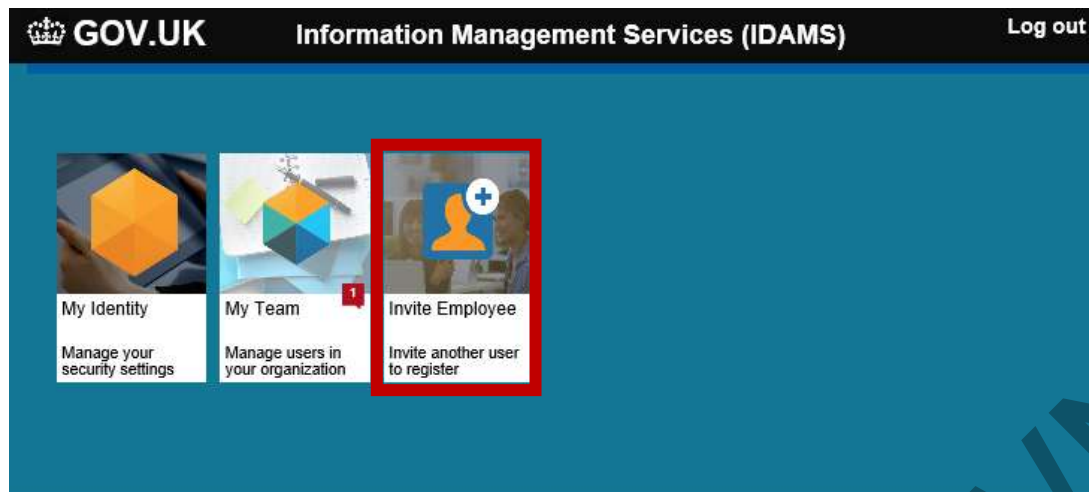 GOV.UK Information Management Services (IDAMS) Log out
My Identity
Manage your
security settings
1
My Team
Manage users in
your organization
Invite Employee
Invite another user
to register